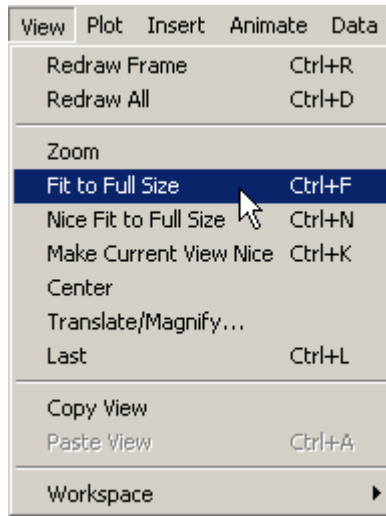 View Plot Insert Animate Data
Redraw Frame Ctrl+R
Redraw All Ctrl+D
Zoom
Fit to Full Size Ctrl+F
Nice Fit to Full Size Ctrl+N
Make Current View Nice Ctrl+K
Center
Translate/Magnify...
Last Ctrl+L
Copy View
Paste View Ctrl+A
Workspace